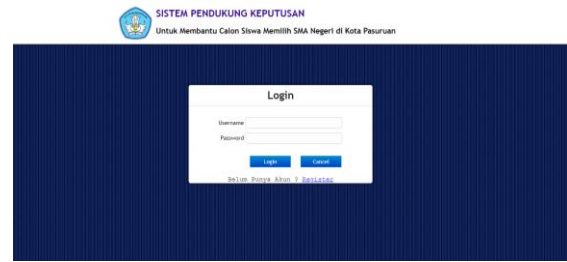 SISTEM PENDUKUNG KEPUTUSAN
Untuk Membantu Calon Siswa Memilih SMA Negeri di Kota Pasuruan
Login
Username
Password
Login Cancel
Belum Punya Akun ? Register